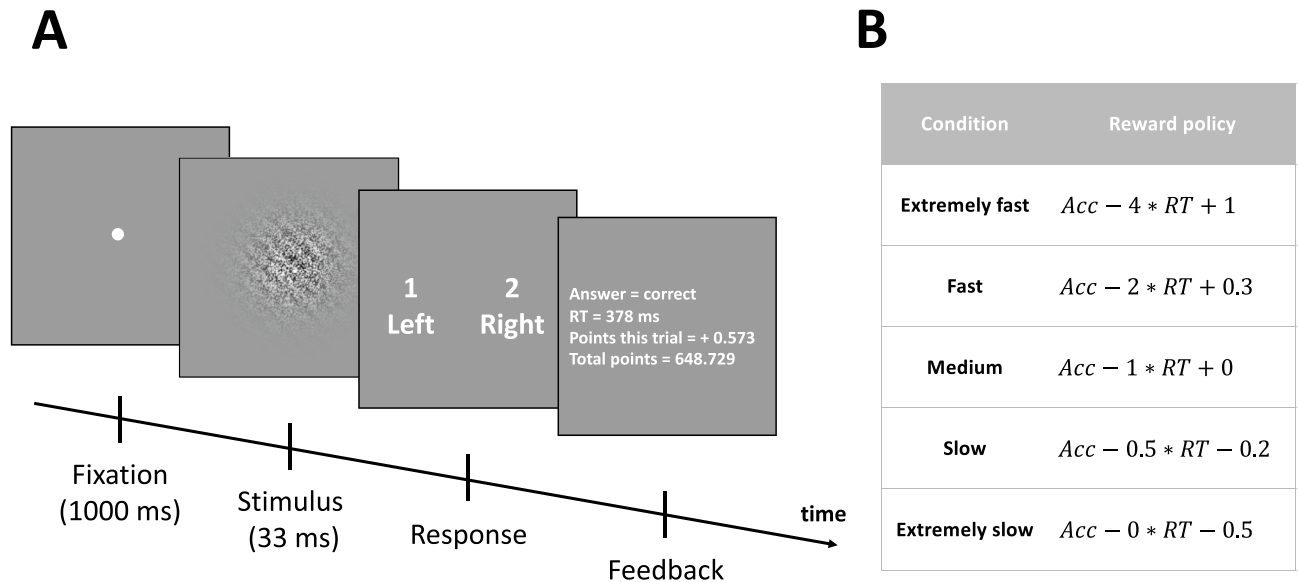 A
1 2
Left Right
Answer = correct
RT = 378 ms
Points this trial = + 0.573
Total points = 648.729
Fixation
(1000 ms)
Stimulus
(33 ms)
Response
Feedback
time
B
Condition Reward policy
Extremely fast Acc − 4 ∗ RT + 1
Fast Acc − 2 ∗ RT + 0.3
Medium Acc − 1 ∗ RT + 0
Slow Acc − 0.5 ∗ RT − 0.2
Extremely slow Acc − 0 ∗ RT − 0.5